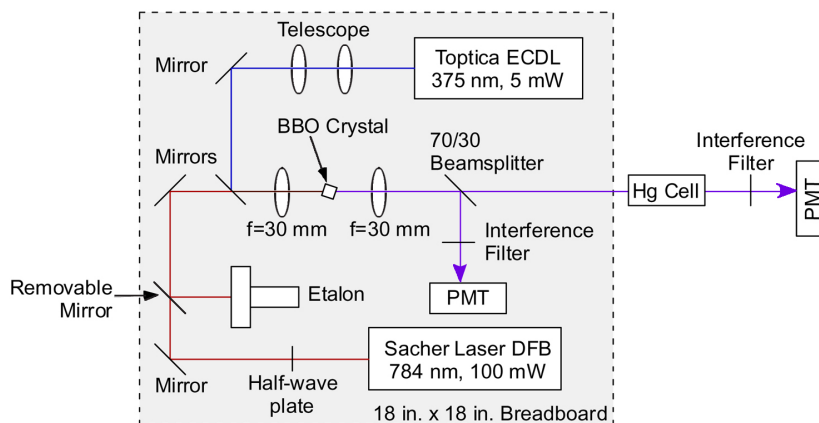 Telescope
Mirror
Toptica ECDL
375 nm, 5 mW
BBO Crystal
70/30
Beamsplitter
Interference
Filter
Mirrors
Hg Cell
PMT
f=30 mm
f=30 mm
Interference
Filter
Removable
Mirror
Etalon
PMT
Sacher Laser DFB
784 nm, 100 mW
Mirror
Half-wave
plate
18 in. x 18 in. Breadboard